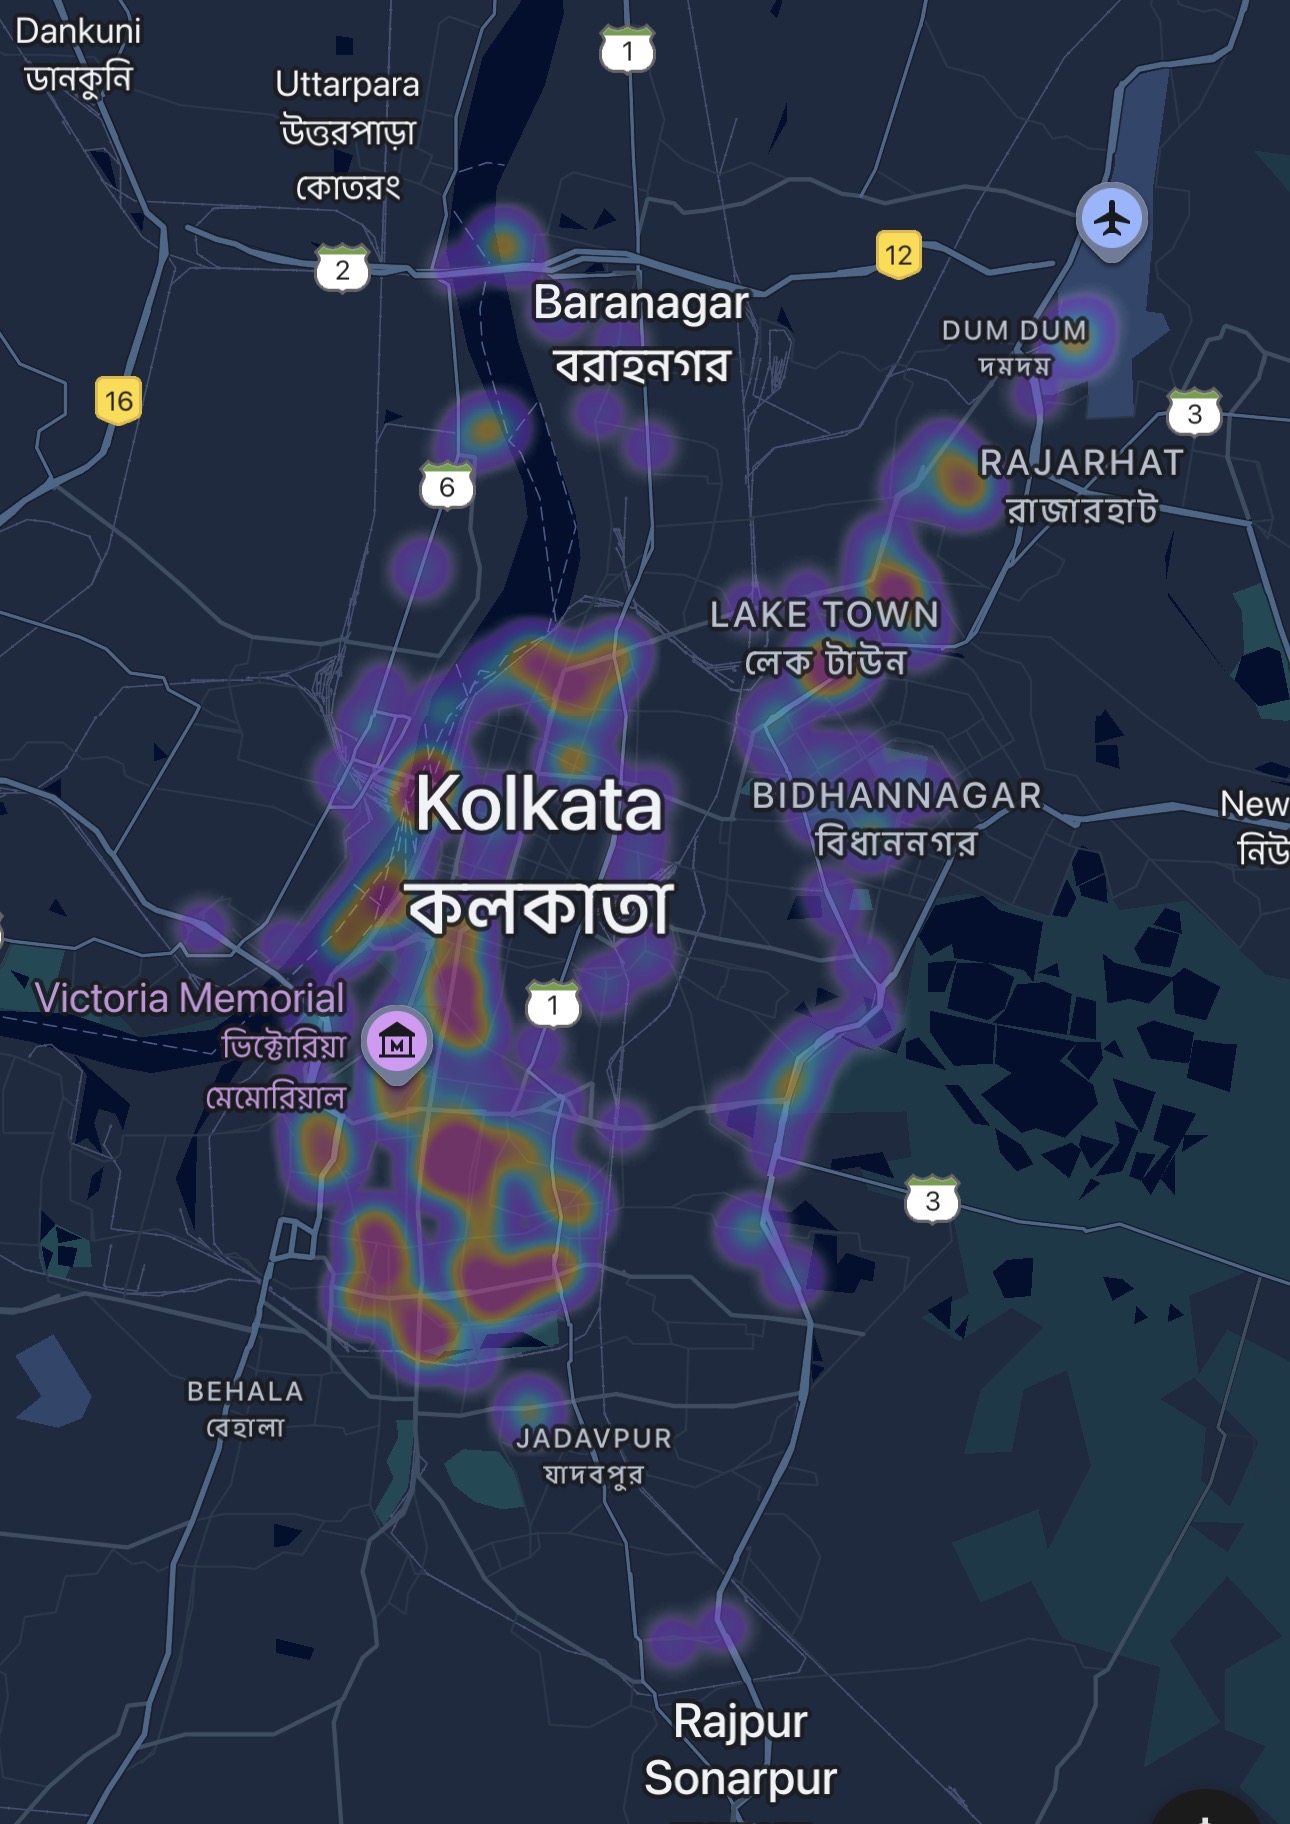 Dankuni
ডানকুনি
1
Uttarpara
উত্তরপাড়া
কোতরং
12
2
Baranagar
বরাহনগর
DUM DUM
দমদম
16
3
RAJARHAT
রাজারহাট
6
LAKE TOWN
লেক টাউন
Kolkata
কলকাতা
BIDHANNAGAR
বিধাননগর
New
নিউ
Victoria Memorial
ভিক্টোরিয়া
মেমোরিয়াল
1
M
3
BEHALA
বেহালা
JADAVPUR
যাদবপুর
Rajpur
Sonarpur